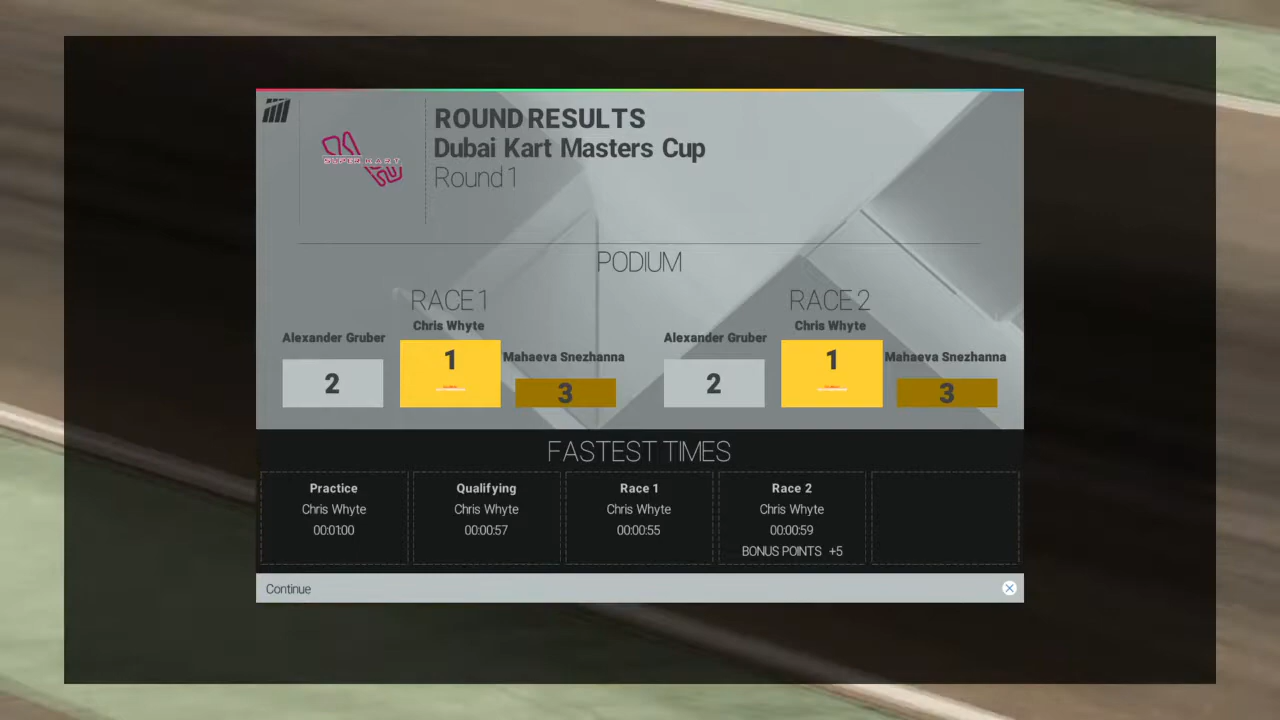 SUPER KART
ROUND RESULTS
Dubai Kart Masters Cup
Round 1
PODIUM
RACE 1
Chris Whyte
Alexander Gruber
1
Mahaeva Snezhanna
2
3
RACE 2
Chris Whyte
Alexander Gruber
1
Mahaeva Snezhanna
2
3
FASTEST TIMES
Practice
Chris Whyte
00:01:00
Qualifying
Chris Whyte
00:00:57
Race 1
Chris Whyte
00:00:55
Race 2
Chris Whyte
00:00:59
BONUS POINTS +5
Continue